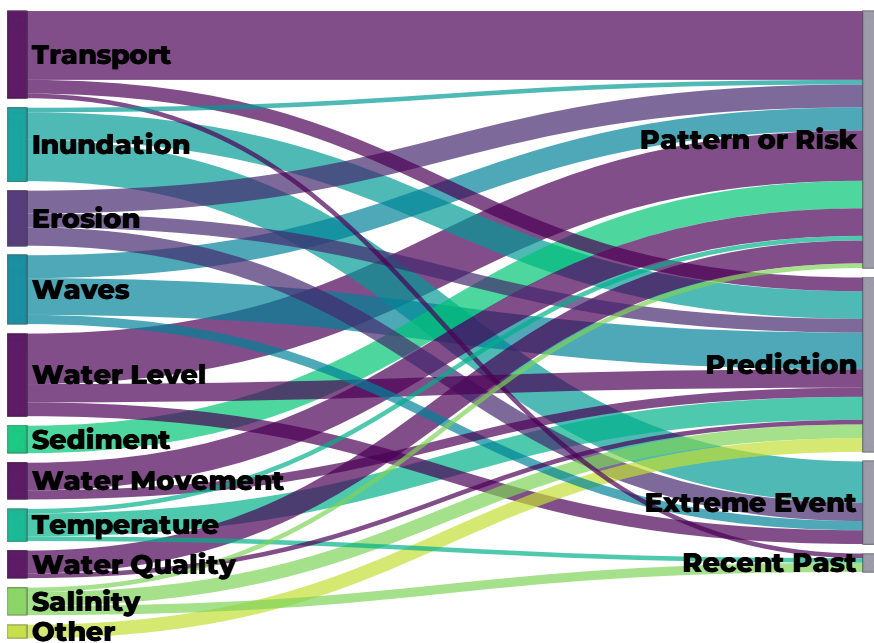 Transport
Inundation
Erosion
Waves
Water Level
Sediment
Water Movement
Temperature
Water Quality
Salinity
Other
Pattern or Risk
Prediction
Extreme Event
Recent Past